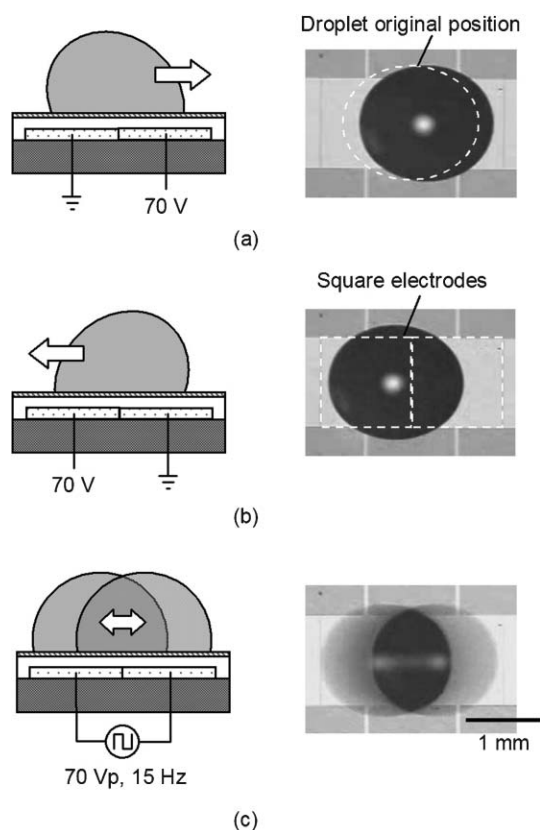 Droplet original position
70 V
(a)
Square electrodes
70 V
(b)
70 Vp, 15 Hz
1 mm
(c)